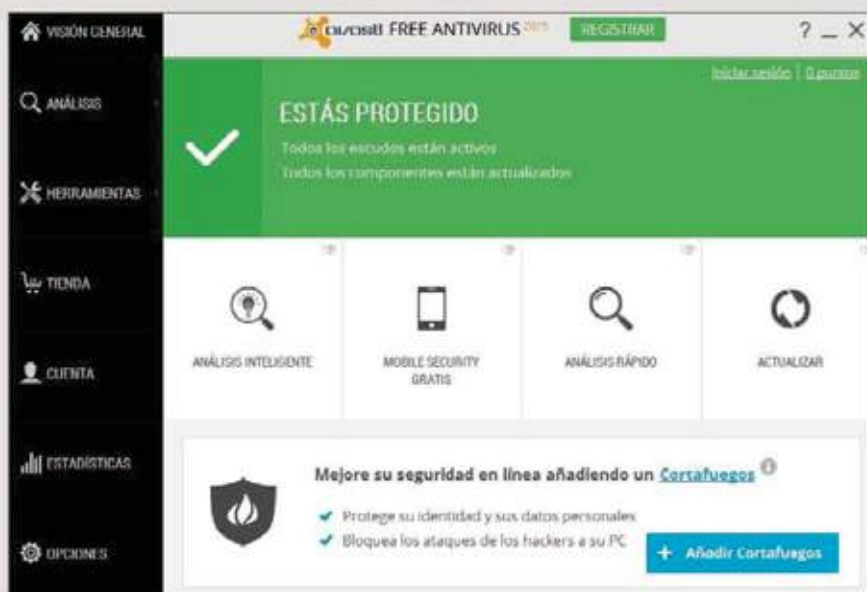 VISIÓN GENERAL
avast! FREE ANTIVIRUS 2015 REGISTRAR ? _ X
Iniciar sesión | 0 puntos
ANÁLISIS
ESTÁS PROTEGIDO
Todos los escudos están activos
Todos los componentes están actualizados
HERRAMIENTAS
TIENDA
CUENTA
ESTADÍSTICAS
OPCIONES
ANÁLISIS INTELIGENTE
MOBILE SECURITY
GRATIS
ANÁLISIS RÁPIDO
ACTUALIZAR
Mejore su seguridad en línea añadiendo un Cortafuegos
Protege su identidad y sus datos personales
Bloquea los ataques de los hackers a su PC
+ Añadir Cortafuegos